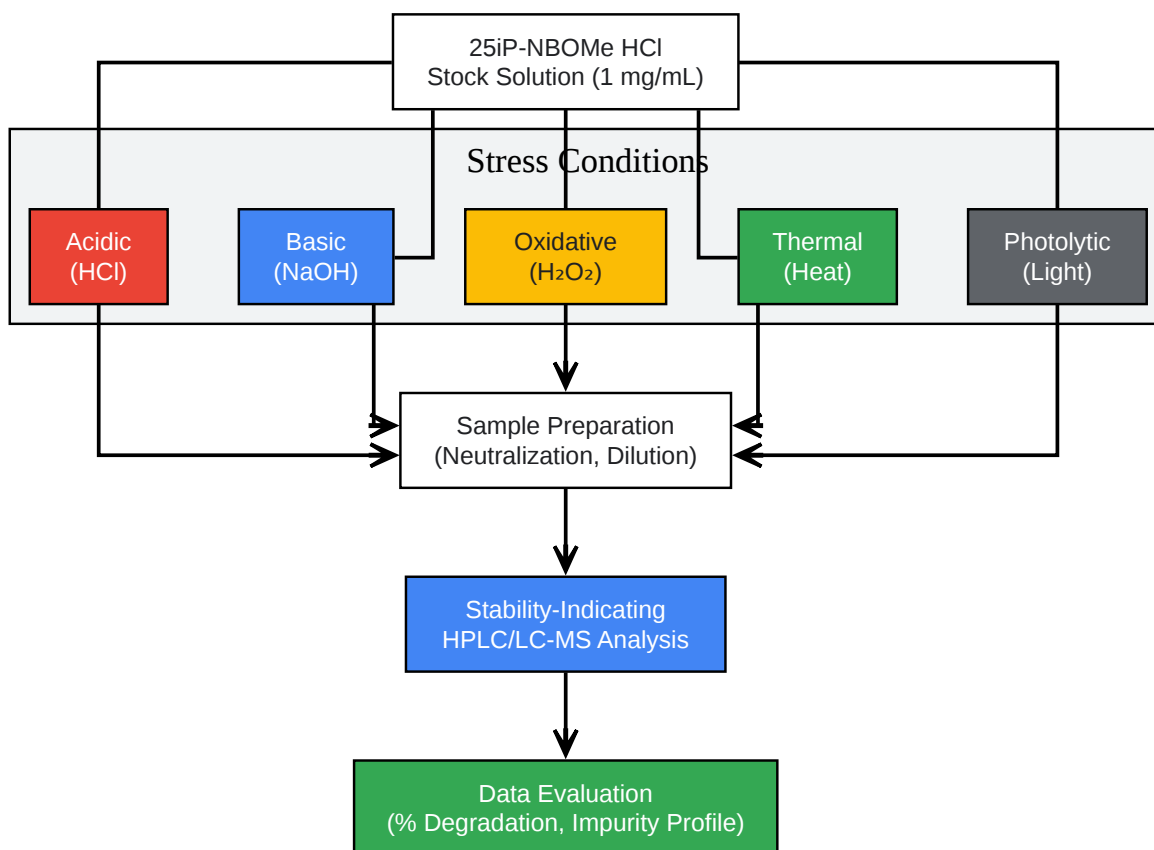 25iP-NBOMe HCl
Stock Solution (1 mg/mL)
Stress Conditions
Acidic
(HCl)
Basic
(NaOH)
Oxidative
(H₂O₂)
Thermal
(Heat)
Photolytic
(Light)
Sample Preparation
(Neutralization, Dilution)
Stability-Indicating
HPLC/LC-MS Analysis
Data Evaluation
(% Degradation, Impurity Profile)